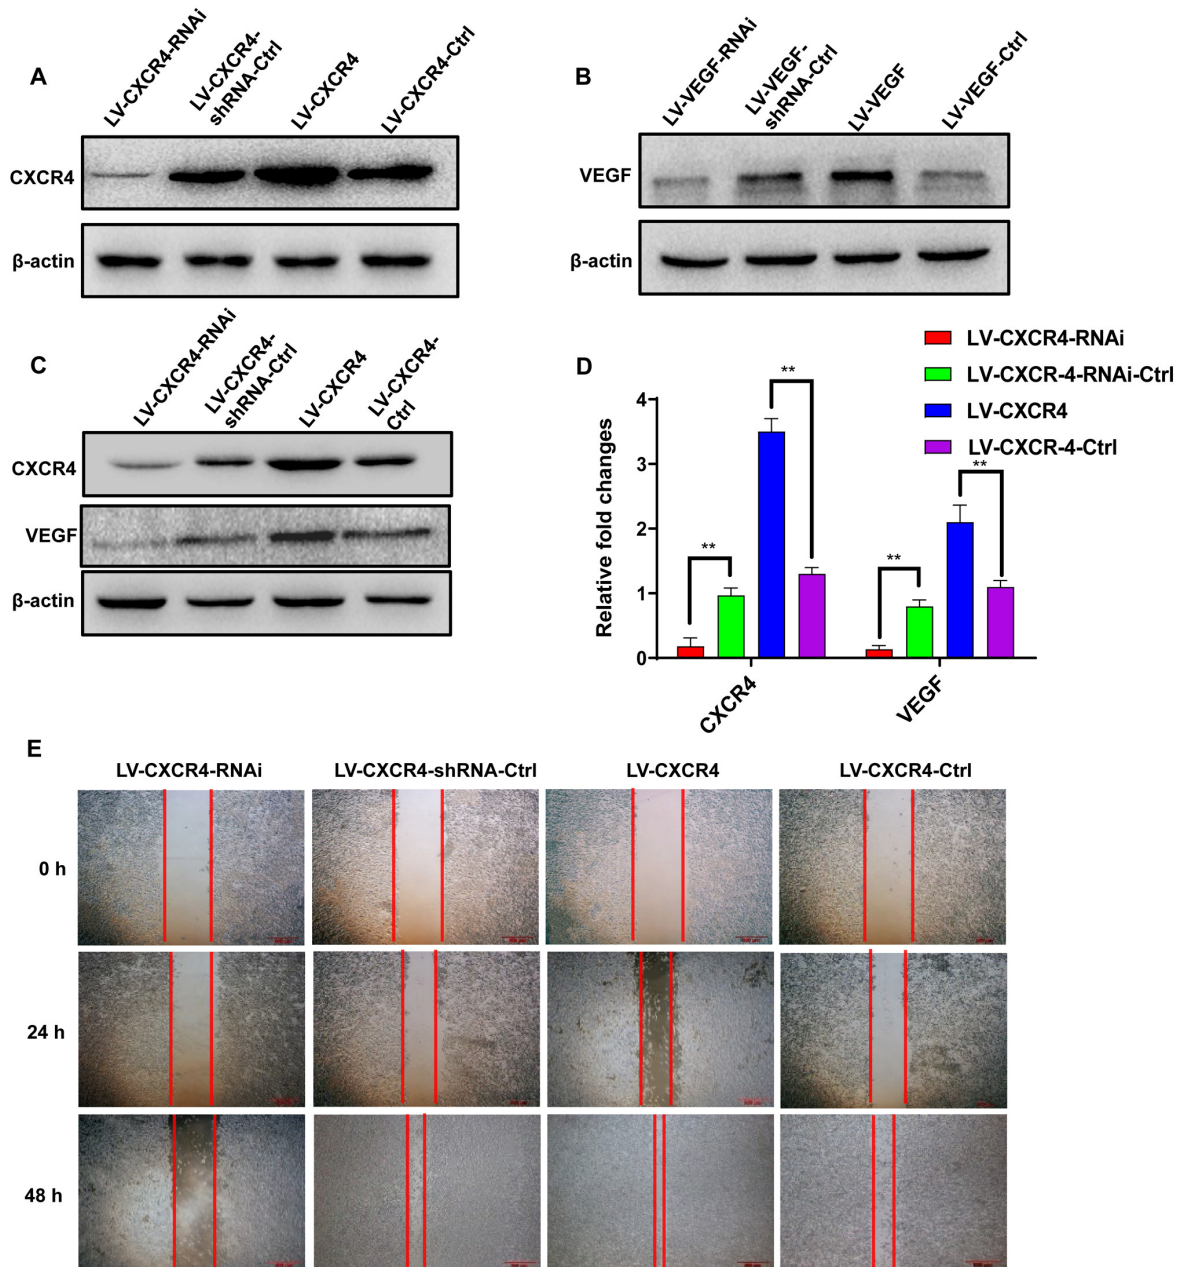 A
LV-CXCR4-RNAi
LV-CXCR4-
shRNA-Ctrl
LV-CXCR4
LV-CXCR4-Ctrl
CXCR4
β-actin
B
LV-VEGF-RNAi
LV-VEGF-
shRNA-Ctrl
LV-VEGF
LV-VEGF-Ctrl
VEGF
β-actin
C
LV-CXCR4-RNAi
LV-CXCR4-
shRNA-Ctrl
LV-CXCR4
LV-CXCR4-
Ctrl
CXCR4
VEGF
β-actin
D
LV-CXCR4-RNAi
LV-CXCR-4-RNAi-Ctrl
LV-CXCR4
LV-CXCR-4-Ctrl
Relative fold changes
4
3
2
1
0
**
**
**
**
CXCR4
VEGF
E
LV-CXCR4-RNAi
LV-CXCR4-shRNA-Ctrl
LV-CXCR4
LV-CXCR4-Ctrl
0 h
24 h
48 h